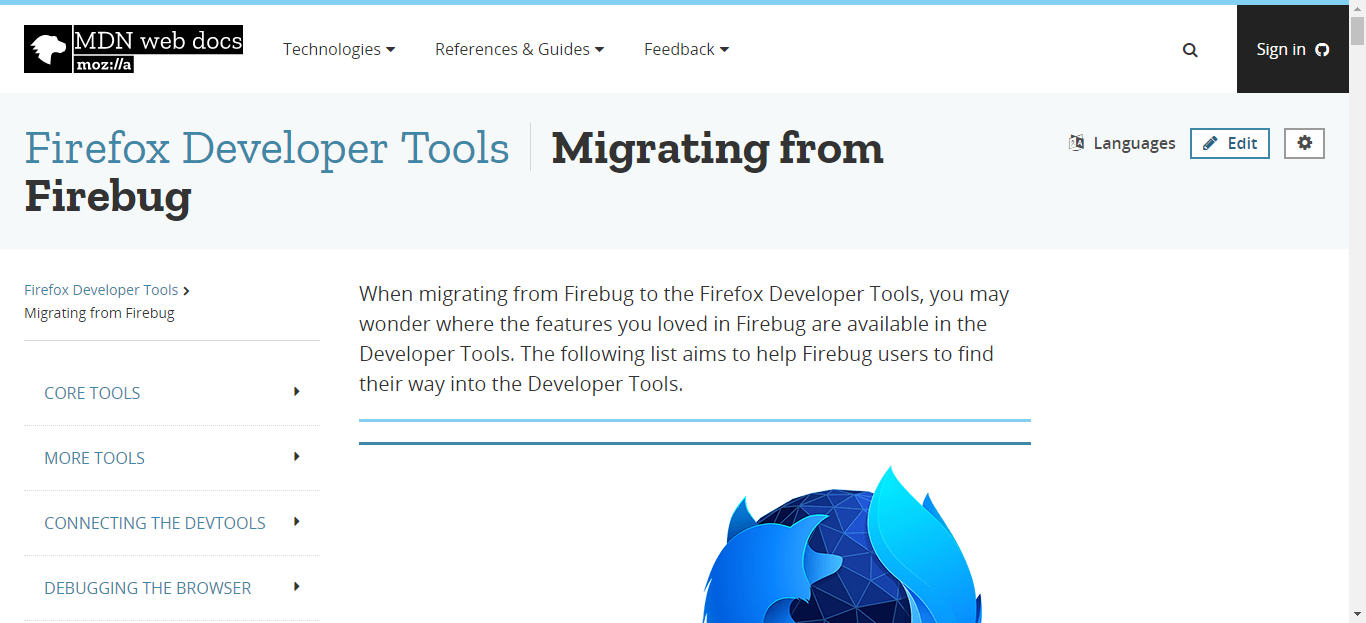 MDN web docs
moz://a
Technologies
References & Guides
Feedback
Sign in
Firefox Developer Tools
Migrating from
Firebug
Languages
Edit
Firefox Developer Tools
Migrating from Firebug
CORE TOOLS
MORE TOOLS
CONNECTING THE DEVTOOLS
DEBUGGING THE BROWSER
When migrating from Firebug to the Firefox Developer Tools, you may
wonder where the features you loved in Firebug are available in the
Developer Tools. The following list aims to help Firebug users to find
their way into the Developer Tools.